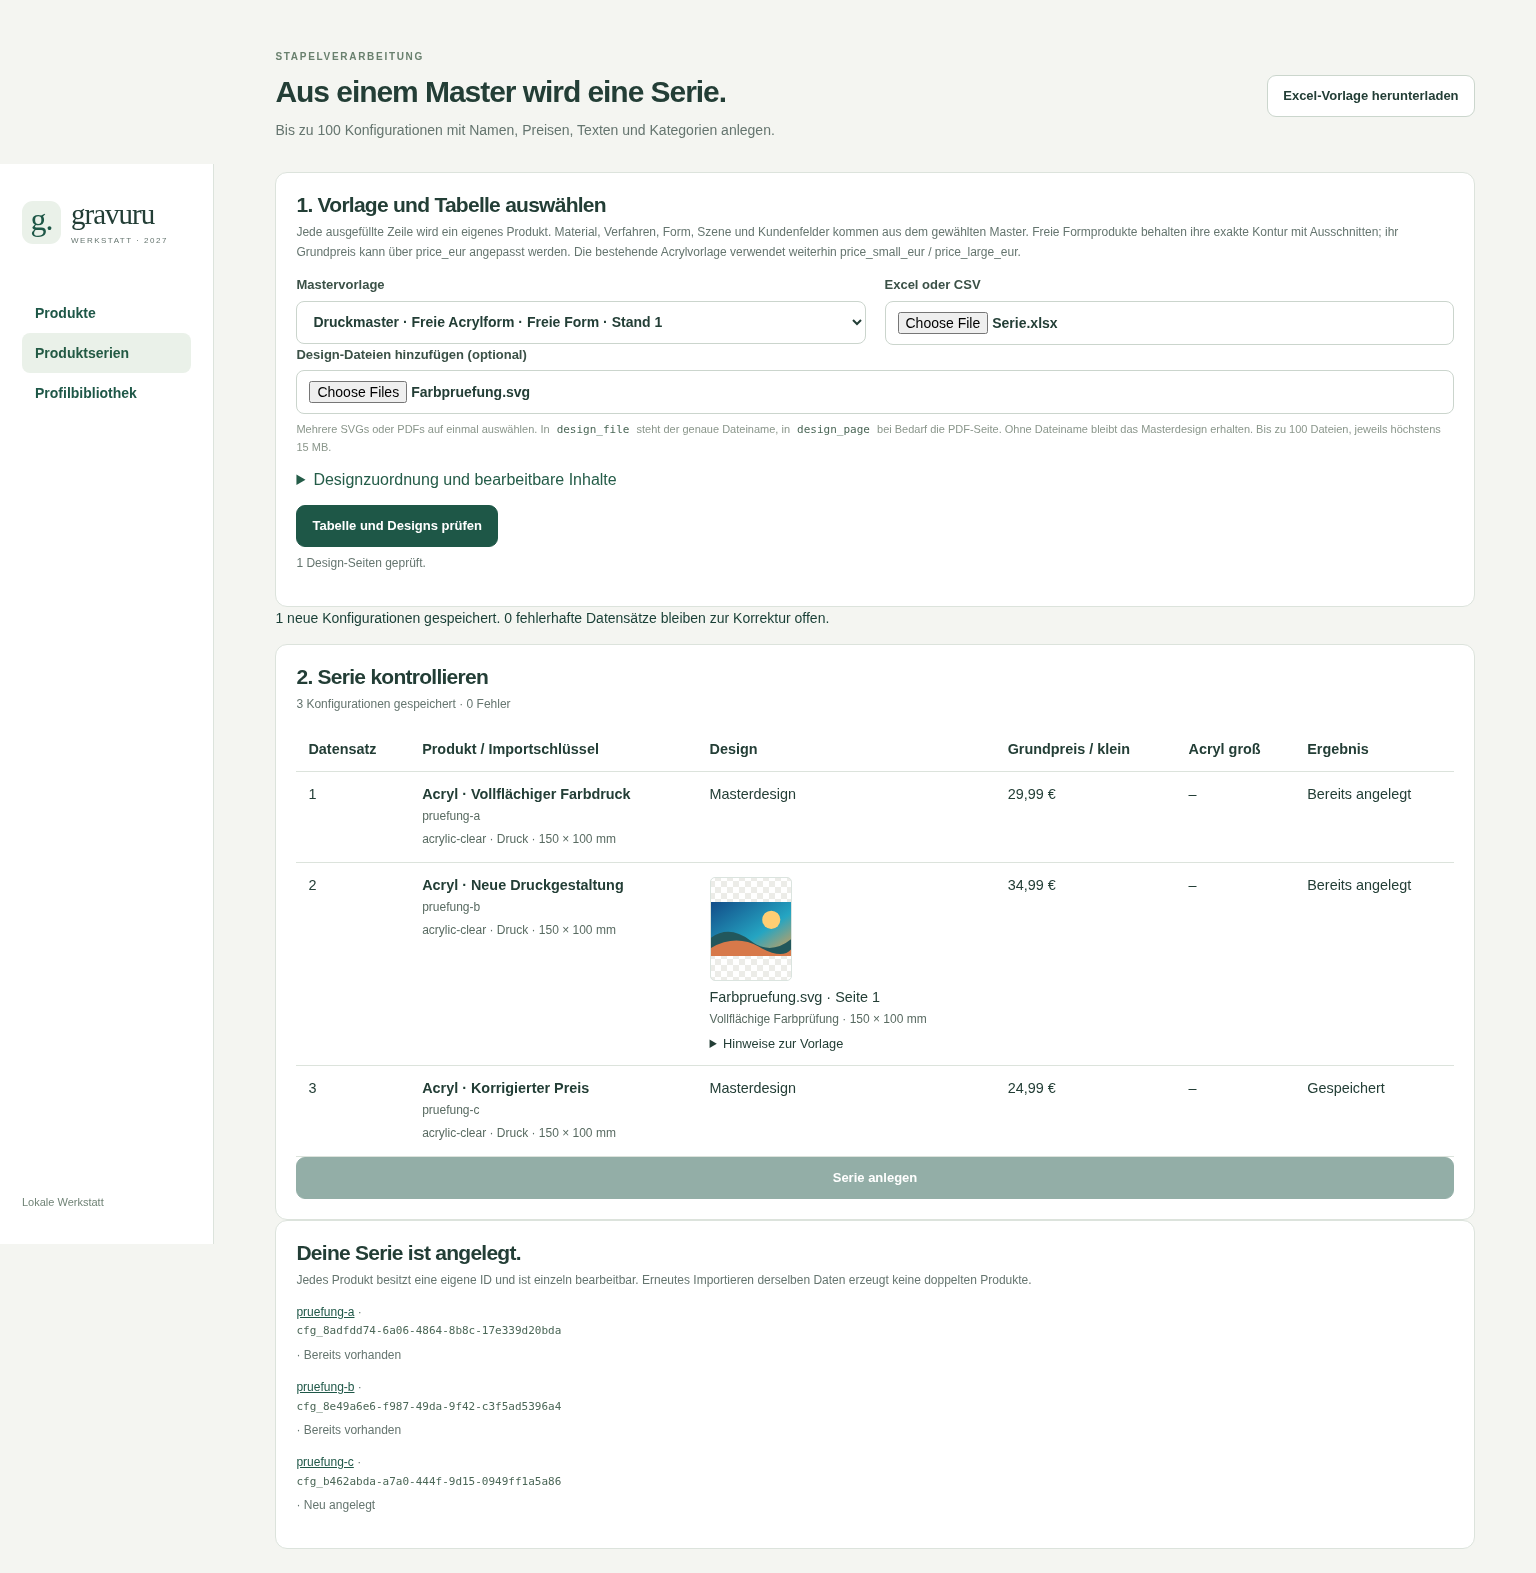 STAPELVERARBEITUNG
Aus einem Master wird eine Serie.
Excel-Vorlage herunterladen
Bis zu 100 Konfigurationen mit Namen, Preisen, Texten und Kategorien anlegen.
g. gravuru
WERKSTATT · 2027
Produkte
Produktserien
Profilbibliothek
Lokale Werkstatt
1. Vorlage und Tabelle auswählen
Jede ausgefüllte Zeile wird ein eigenes Produkt. Material, Verfahren, Form, Szene und Kundenfelder kommen aus dem gewählten Master. Freie Formprodukte behalten ihre exakte Kontur mit Ausschnitten; ihr
Grundpreis kann über price_eur angepasst werden. Die bestehende Acrylvorlage verwendet weiterhin price_small_eur / price_large_eur.
Mastervorlage
Excel oder CSV
Druckmaster · Freie Acrylform · Freie Form · Stand 1
Choose File Serie.xlsx
Design-Dateien hinzufügen (optional)
Choose Files Farbpruefung.svg
Mehrere SVGs oder PDFs auf einmal auswählen. In design_file steht der genaue Dateiname, in design_page bei Bedarf die PDF-Seite. Ohne Dateiname bleibt das Masterdesign erhalten. Bis zu 100 Dateien, jeweils höchstens
15 MB.
Designzuordnung und bearbeitbare Inhalte
Tabelle und Designs prüfen
1 Design-Seiten geprüft.
1 neue Konfigurationen gespeichert. 0 fehlerhafte Datensätze bleiben zur Korrektur offen.
2. Serie kontrollieren
3 Konfigurationen gespeichert · 0 Fehler
Datensatz Produkt / Importschlüssel Design Grundpreis / klein Acryl groß Ergebnis
1 Acryl · Vollflächiger Farbdruck Masterdesign 29,99 € – Bereits angelegt
pruefung-a
acrylic-clear · Druck · 150 × 100 mm
2 Acryl · Neue Druckgestaltung 34,99 € – Bereits angelegt
pruefung-b
acrylic-clear · Druck · 150 × 100 mm
Farbpruefung.svg · Seite 1
Vollflächige Farbprüfung · 150 × 100 mm
Hinweise zur Vorlage
3 Acryl · Korrigierter Preis Masterdesign 24,99 € – Gespeichert
pruefung-c
acrylic-clear · Druck · 150 × 100 mm
Serie anlegen
Deine Serie ist angelegt.
Jedes Produkt besitzt eine eigene ID und ist einzeln bearbeitbar. Erneutes Importieren derselben Daten erzeugt keine doppelten Produkte.
pruefung-a ·
cfg_8adfdd74-6a06-4864-8b8c-17e339d20bda
· Bereits vorhanden
pruefung-b ·
cfg_8e49a6e6-f987-49da-9f42-c3f5ad5396a4
· Bereits vorhanden
pruefung-c ·
cfg_b462abda-a7a0-444f-9d15-0949ff1a5a86
· Neu angelegt